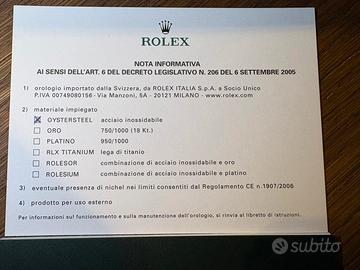 ROLEX
NOTA INFORMATIVA
AI SENSI DELL'ART. 6 DEL DECRETO LEGISLATIVO N. 206 DEL 6 SETTEMBRE 2005
1) orologio importato dalla Svizzera, da ROLEX ITALIA S.p.A. a Socio Unico
P.IVA 00749080156 - Via Manzoni, 5A - 20121 MILANO - www.rolex.com
2) materiale impiegato
OYSTERSTEEL acciaio inossidabile
ORO 750/1000 (18 Kt.)
PLATINO 950/1000
RLX TITANIUM lega di titanio
ROLESOR combinazione di acciaio inossidabile e oro
ROLESIUM combinazione di acciaio inossidabile e platino
3) eventuale presenza di nichel nei limiti consentiti dal Regolamento CE n.1907/2006
4) prodotto per uso esterno
Per informazioni sul funzionamento e sulla manutenzione dell'orologio, si rinvia al libretto di istruzioni.
subito